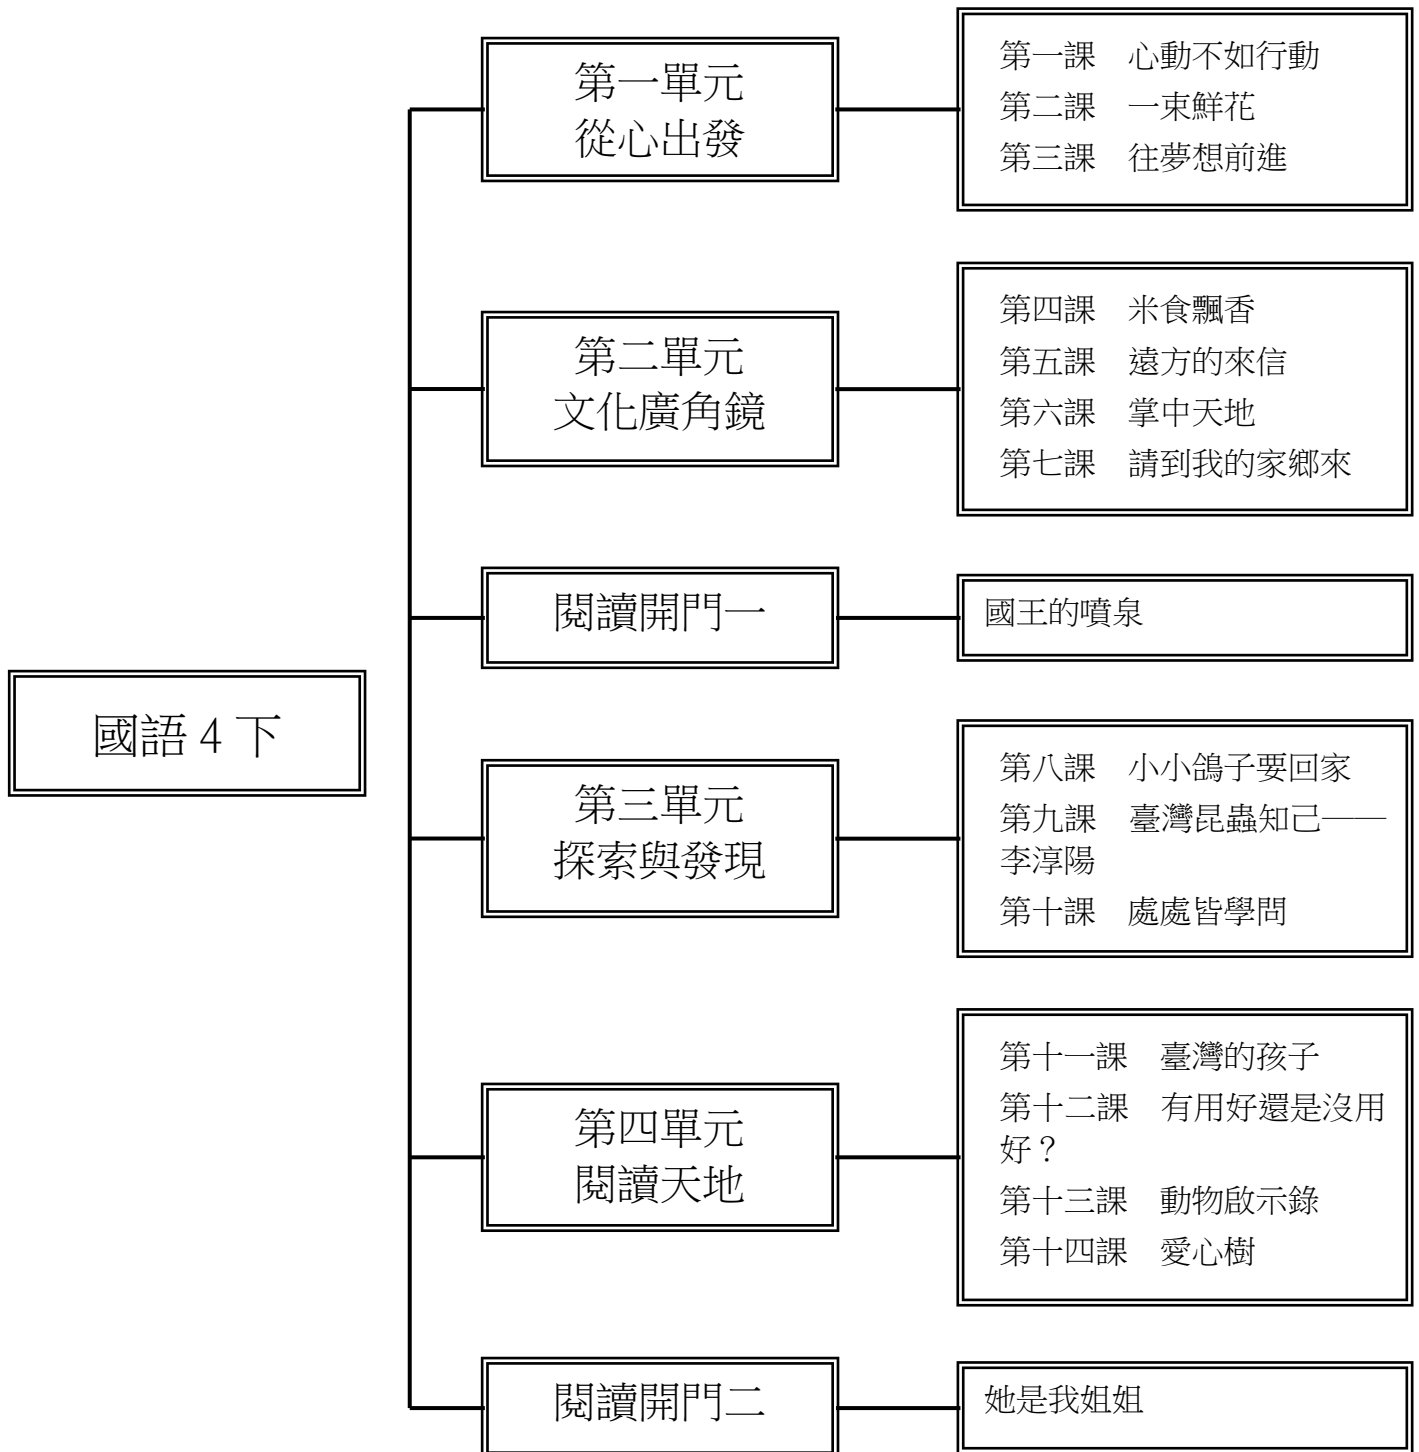 國語4下
第一單元
從心出發
第一課　心動不如行動
第二課　一束鮮花
第三課　往夢想前進
第二單元
文化廣角鏡
第四課　米食飄香
第五課　遠方的來信
第六課　掌中天地
第七課　請到我的家鄉來
閱讀開門一
國王的噴泉
第三單元
探索與發現
第八課　小小鴿子要回家
第九課　臺灣昆蟲知己——
李淳陽
第十課　處處皆學問
第四單元
閱讀天地
第十一課　臺灣的孩子
第十二課　有用好還是沒用
好？
第十三課　動物啟示錄
第十四課　愛心樹
閱讀開門二
她是我姐姐